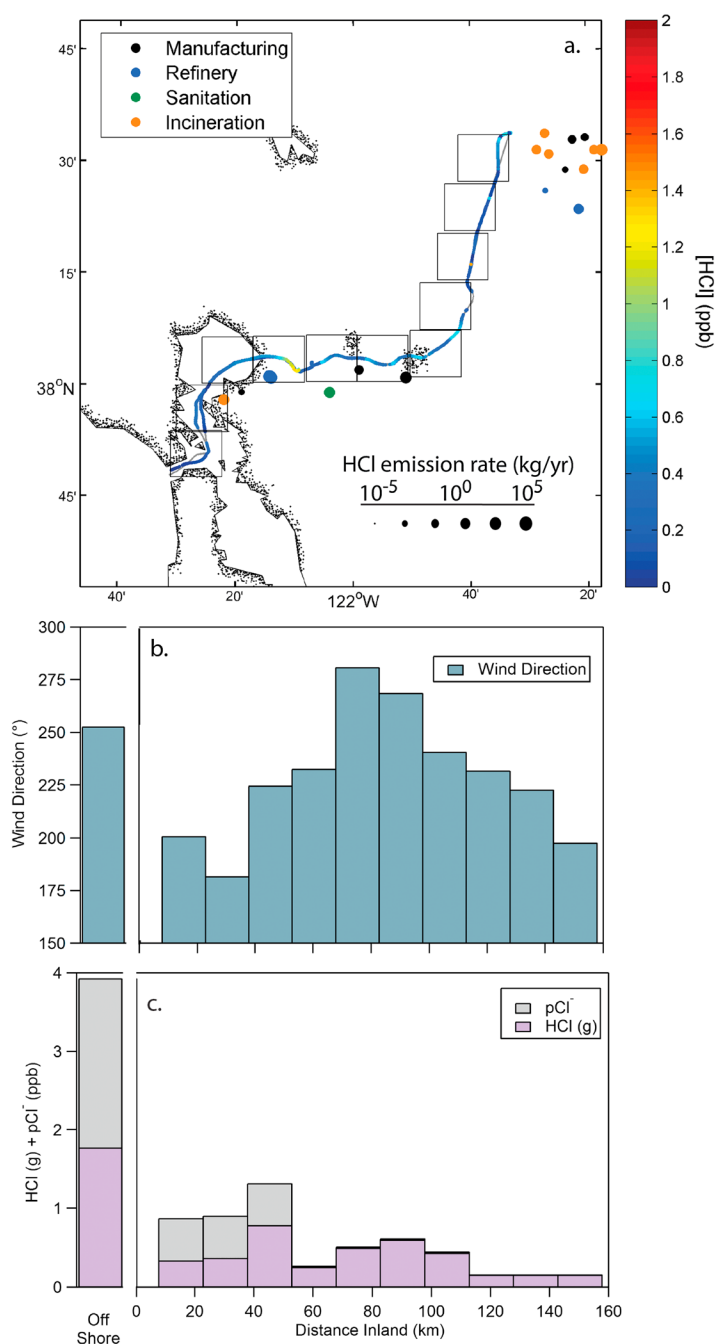 a.
Manufacturing
Refinery
Sanitation
Incineration
45'
30'
15'
38°N
45'
40'
20'
122°W
40'
20'
HCl emission rate (kg/yr)
10⁻⁵ 10⁰ 10⁵
2
1.8
1.6
1.4
1.2
1
0.8
0.6
0.4
0.2
0
[HCl] (ppb)
b.
Wind Direction
300
275
250
225
200
175
150
Wind Direction (°)
c.
pCl⁻
HCl (g)
4
3
2
1
0
HCl (g) + pCl⁻ (ppb)
0 20 40 60 80 100 120 140 160
Off
Shore
Distance Inland (km)